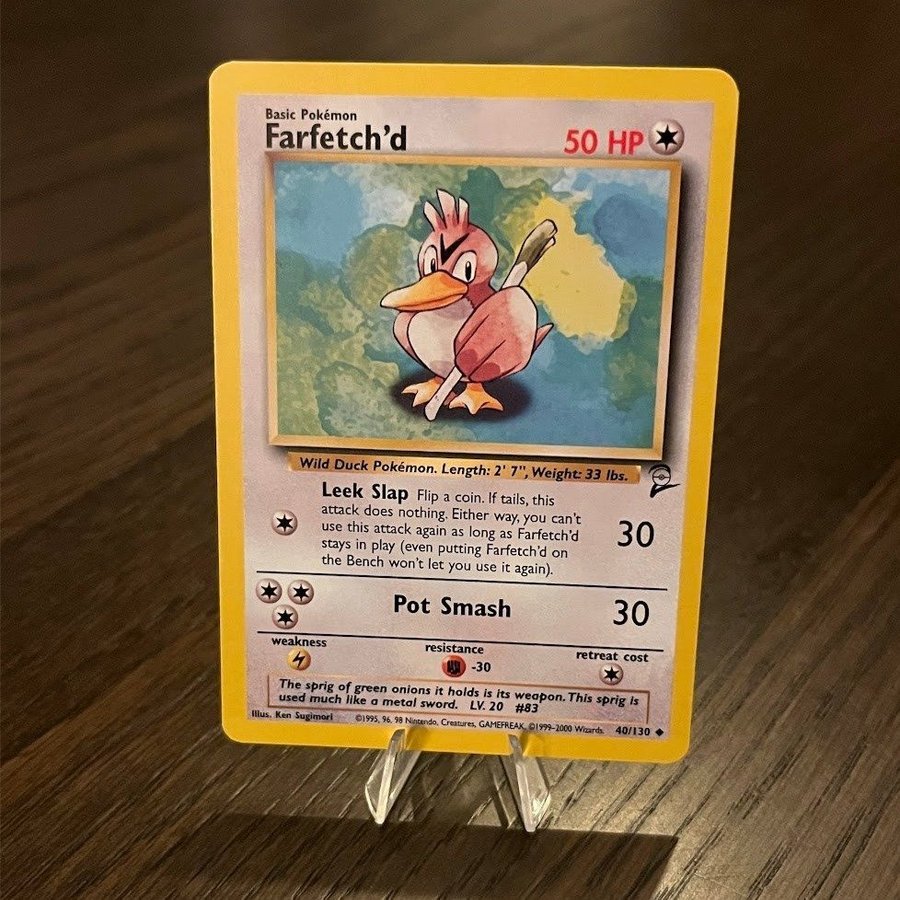 Basic Pokémon
Farfetch'd
50 HP
Wild Duck Pokémon. Length: 2' 7", Weight: 33 lbs.
Leek Slap Flip a coin. If tails, this
attack does nothing. Either way, you can't
use this attack again as long as Farfetch'd
stays in play (even putting Farfetch'd on
the Bench won't let you use it again).
30
Pot Smash
30
weakness
resistance
-30
retreat cost
The sprig of green onions it holds is its weapon. This sprig is
used much like a metal sword. LV. 20 #83
Illus. Ken Sugimori ©1995, 96, 98 Nintendo, Creatures, GAMEFREAK. ©1999-2000 Wizards. 40/130